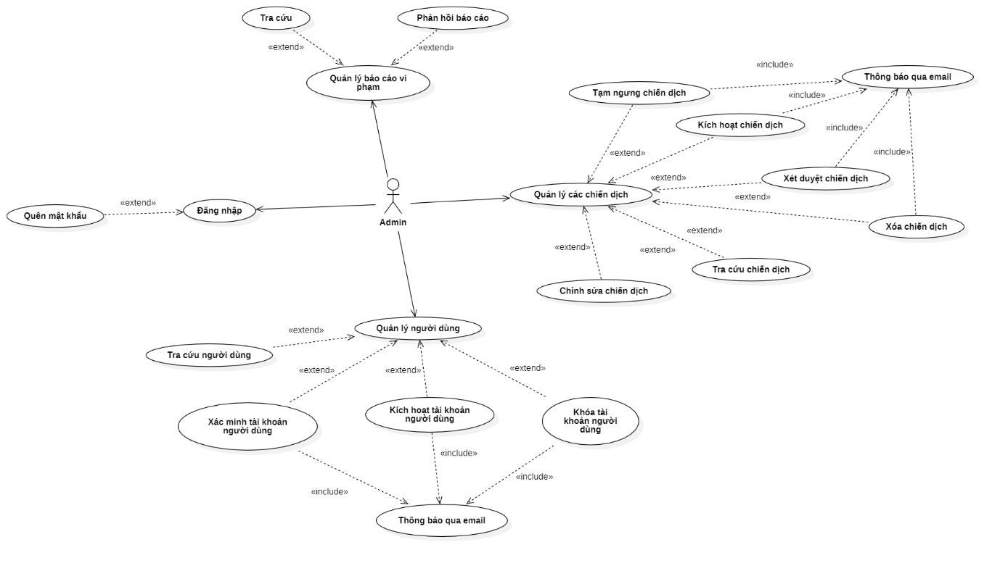 Tra cứu
Phản hồi báo cáo
«extend»
«extend»
Quản lý báo cáo vi
phạm
«include»
Thông báo qua email
Tạm ngưng chiến dịch
«include»
Kích hoạt chiến dịch
«include»
«extend»
«include»
«extend»
Xét duyệt chiến dịch
Quản lý các chiến dịch
«extend»
«extend»
Đăng nhập
Quên mật khẩu
Admin
Xóa chiến dịch
«extend»
«extend»
«extend»
Tra cứu chiến dịch
Chỉnh sửa chiến dịch
Quản lý người dùng
«extend»
Tra cứu người dùng
«extend»
«extend»
«extend»
Xác minh tài khoản
người dùng
Kích hoạt tài khoản
người dùng
Khóa tài
khoản người
dùng
«include»
«include»
«include»
Thông báo qua email